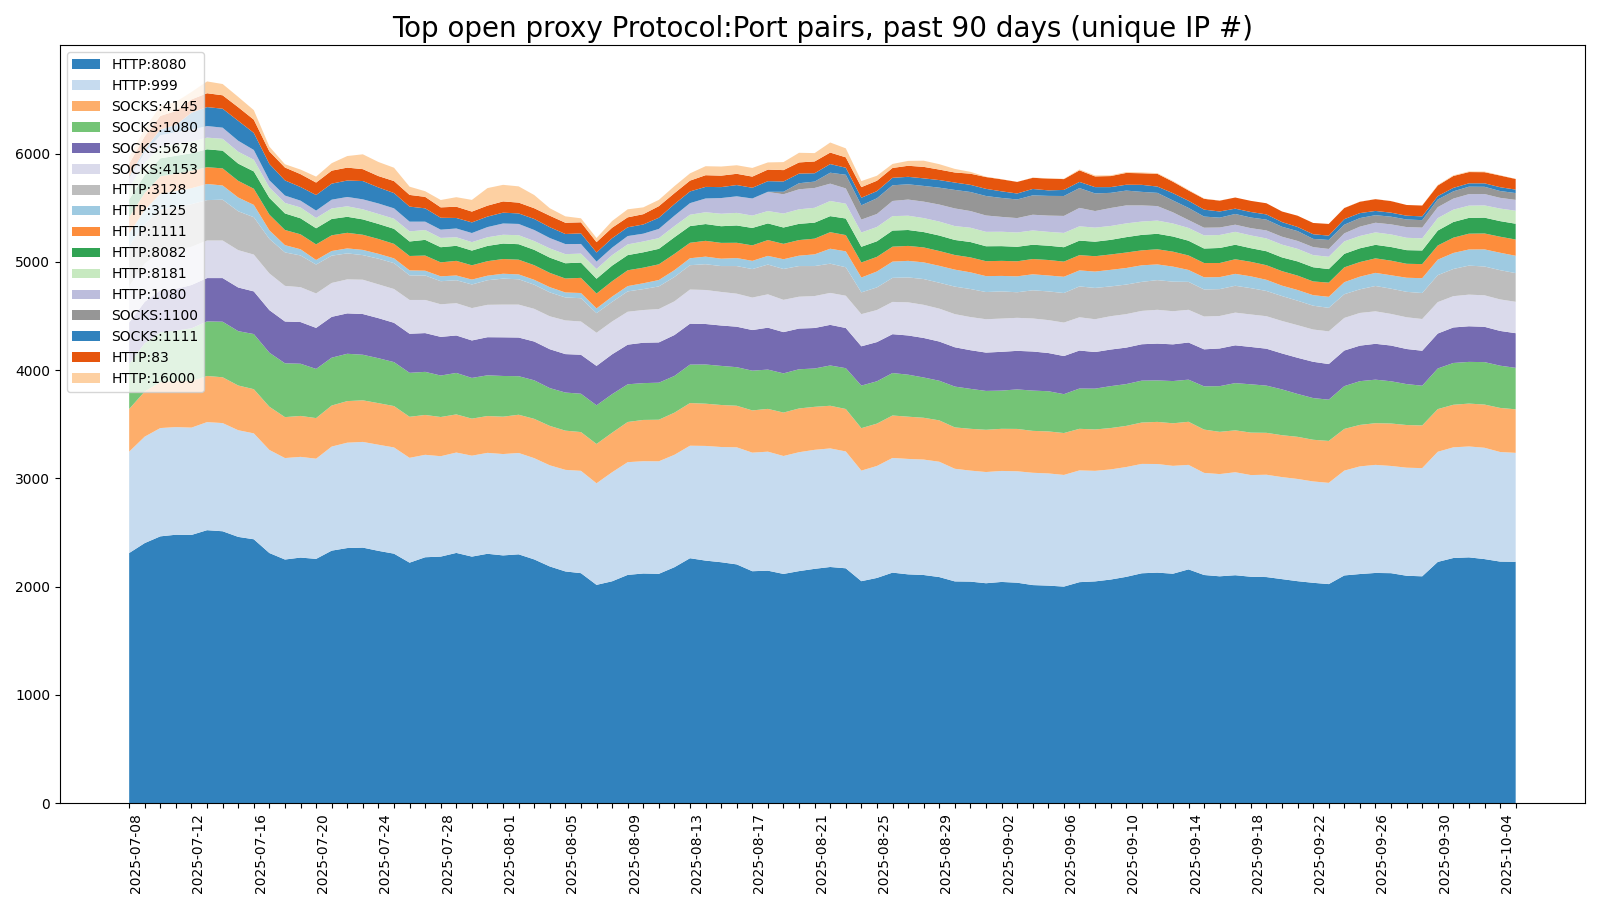 Top open proxy Protocol:Port pairs, past 90 days (unique IP #)
HTTP:8080
HTTP:999
SOCKS:4145
SOCKS:1080
SOCKS:5678
SOCKS:4153
HTTP:3128
HTTP:3125
HTTP:1111
HTTP:8082
HTTP:8181
HTTP:1080
SOCKS:1100
SOCKS:1111
HTTP:83
HTTP:16000
6000
5000
4000
3000
2000
1000
0
2025-07-08
2025-07-12
2025-07-16
2025-07-20
2025-07-24
2025-07-28
2025-08-01
2025-08-05
2025-08-09
2025-08-13
2025-08-17
2025-08-21
2025-08-25
2025-08-29
2025-09-02
2025-09-06
2025-09-10
2025-09-14
2025-09-18
2025-09-22
2025-09-26
2025-09-30
2025-10-04